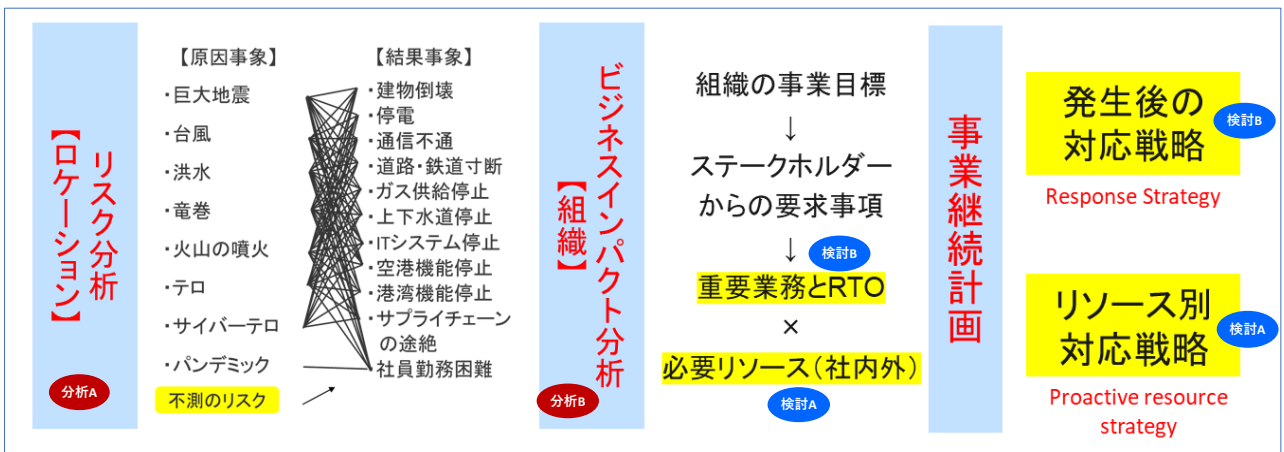 リスク分析
【ロケーション】
分析A
【原因事象】
・巨大地震
・台風
・洪水
・竜巻
・火山の噴火
・テロ
・サイバーテロ
・パンデミック
不測のリスク
【結果事象】
・建物倒壊
・停電
・通信不通
・道路・鉄道寸断
・ガス供給停止
・上下水道停止
・ITシステム停止
・空港機能停止
・港湾機能停止
・サプライチェーン
の途絶
・社員勤務困難
ビジネスインパクト分析
【組織】
分析B
組織の事業目標
↓
ステークホルダー
からの要求事項
↓
検討B
重要業務とRTO
×
必要リソース（社内外）
検討A
事業継続計画
発生後の
対応戦略
検討B
Response Strategy
リソース別
対応戦略
検討A
Proactive resource
strategy